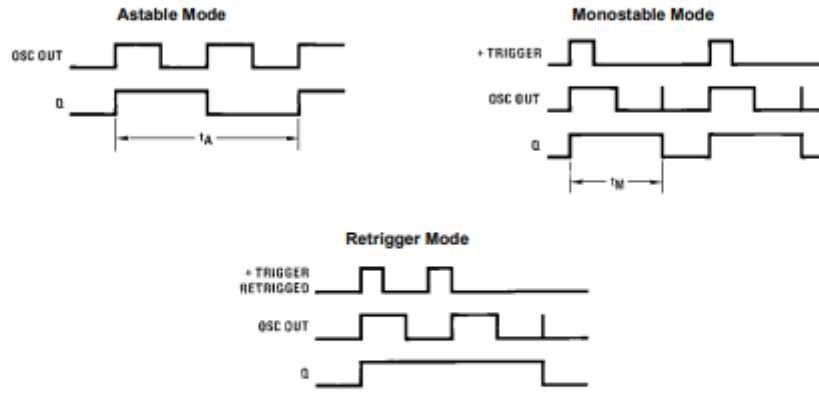 Astable Mode
OSC OUT
Q
tA
Monostable Mode
+ TRIGGER
OSC OUT
Q
tM
Retrigger Mode
+ TRIGGER
RETRIGGED
OSC OUT
Q